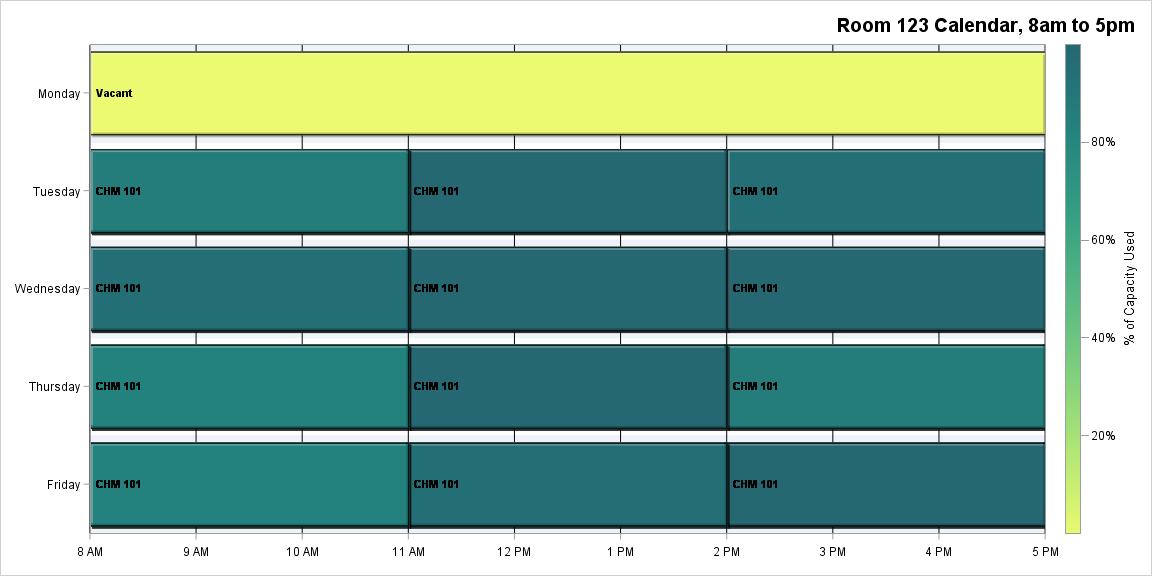 Room 123 Calendar, 8am to 5pm
Monday
Vacant
Tuesday
CHM 101
CHM 101
CHM 101
Wednesday
CHM 101
CHM 101
CHM 101
Thursday
CHM 101
CHM 101
CHM 101
Friday
CHM 101
CHM 101
CHM 101
8 AM
9 AM
10 AM
11 AM
12 PM
1 PM
2 PM
3 PM
4 PM
5 PM
80%
60%
40%
20%
% of Capacity Used